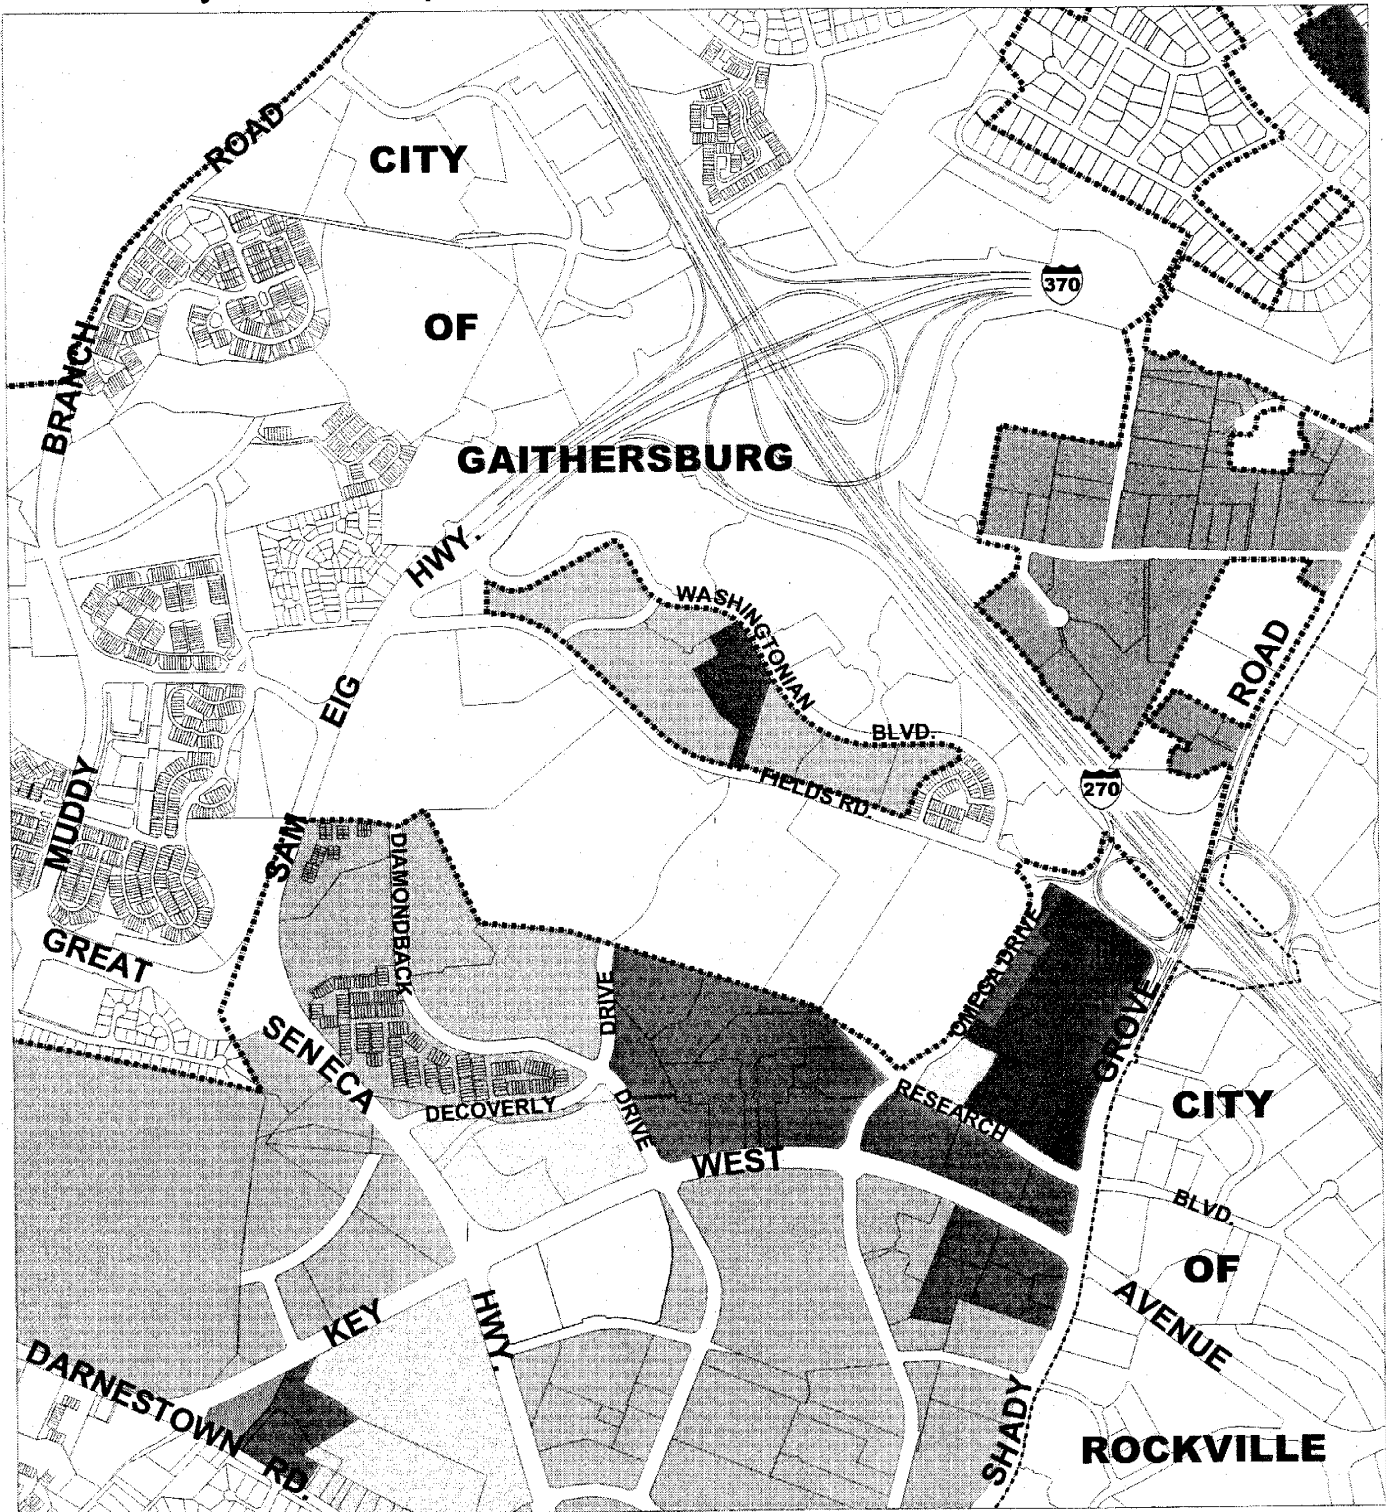 ROAD
CITY
370
OF
BRANCH
GAITHERSBURG
HWY.
WASHINGTONIAN
ROAD
EIG
BLVD.
FIELDS RD.
270
MUDDY
SAM
DIAMONDBACK
GREAT
OMEGA DRIVE
DRIVE
SENECA
GROVE
DECOVERLY
DRIVE
RESEARCH
CITY
WEST
BLVD.
OF
KEY
HWY.
AVENUE
DARNESTOWN
RD.
SHADY
ROCKVILLE